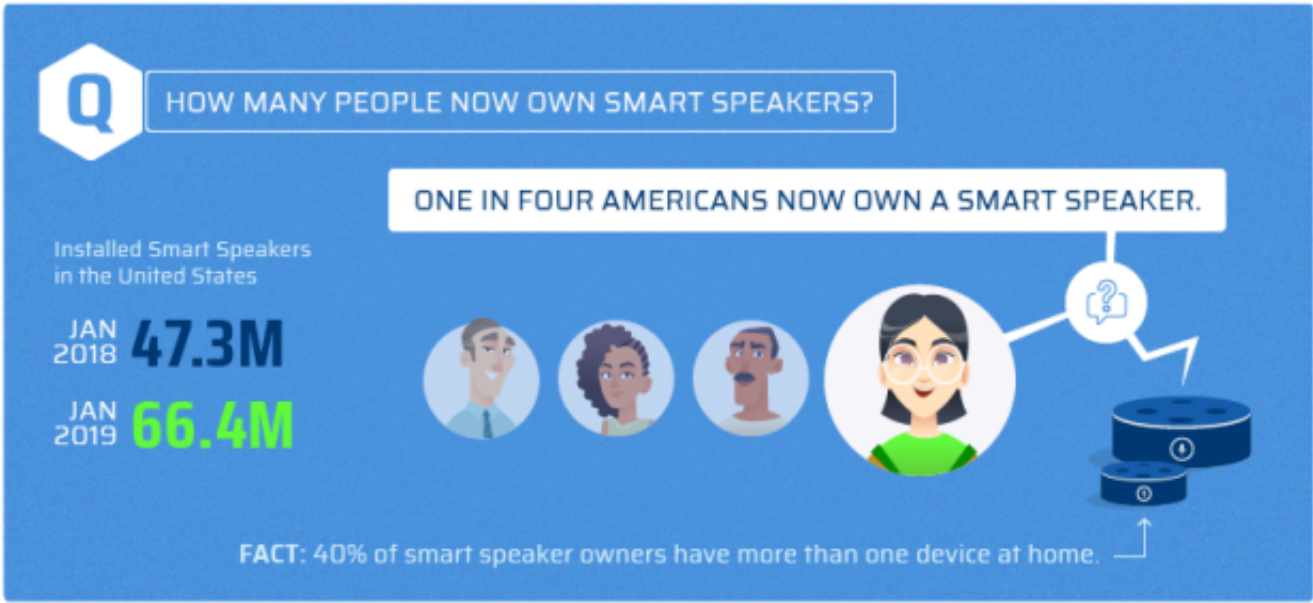 Q
HOW MANY PEOPLE NOW OWN SMART SPEAKERS?
ONE IN FOUR AMERICANS NOW OWN A SMART SPEAKER.
Installed Smart Speakers
in the United States
JAN
2018 47.3M
JAN
2019 66.4M
?
FACT: 40% of smart speaker owners have more than one device at home.